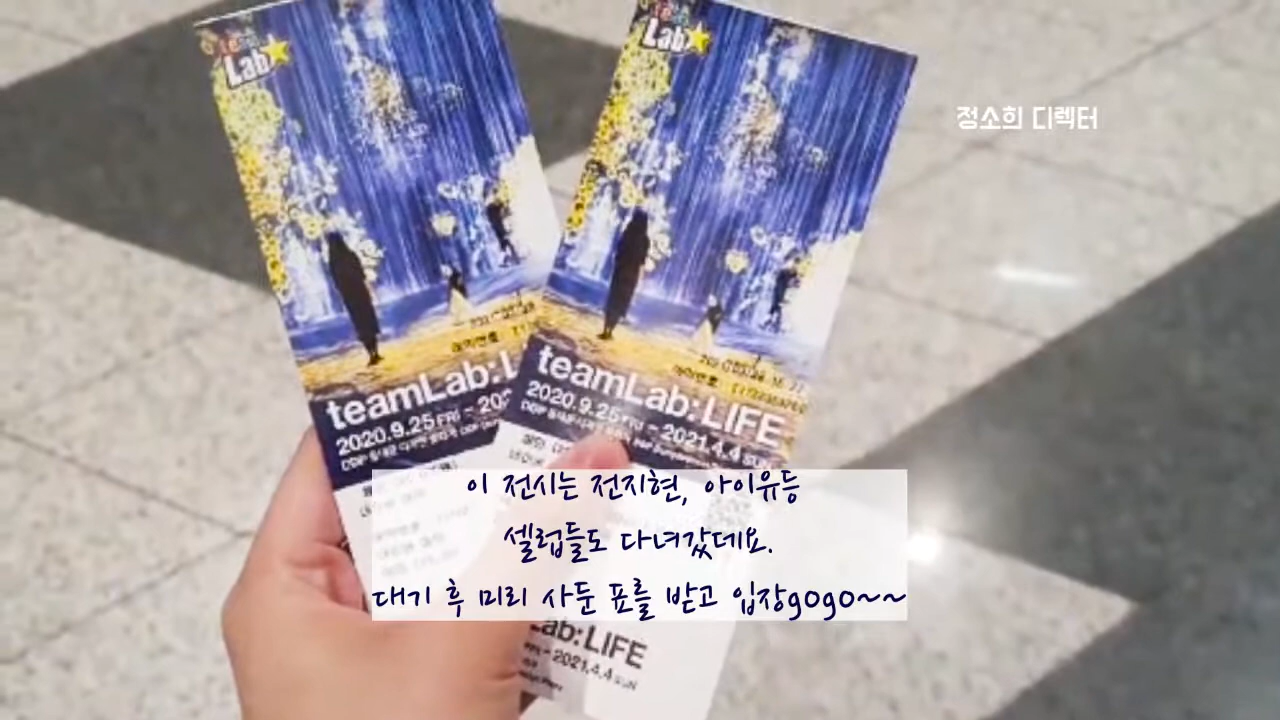 Lab
Lab
정소희 디렉터
teamLab:L
2020.9.25 FRI -
teamLab:LIFE
2020.9.25 FRI - 2021.4.4 SUN
이 전시는 전지현, 아이유등
셀럽들도 다녀갔데요.
대기 후 미리 사둔 표를 받고 입장gogo~~
Lab:LIFE
- 2021.4.4 SUN